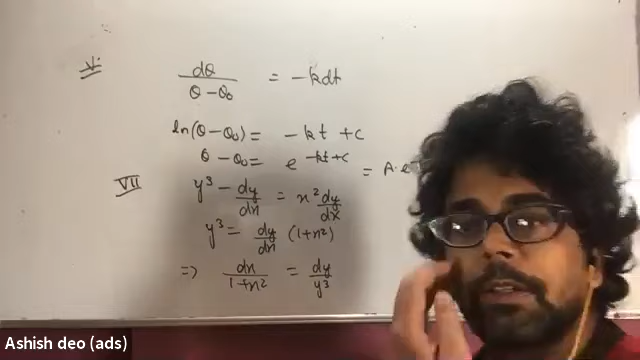 V. dθ/(θ - θ₀) = -kdt
ln(θ-θ₀) = -kt + c
θ - θ₀ = e^(-kt+c) = A·e
VII y³ - dy/dx = x² dy/dx
y³ = dy/dx (1+x²)
=> dx/(1+x²) = dy/y³
Ashish deo (ads)